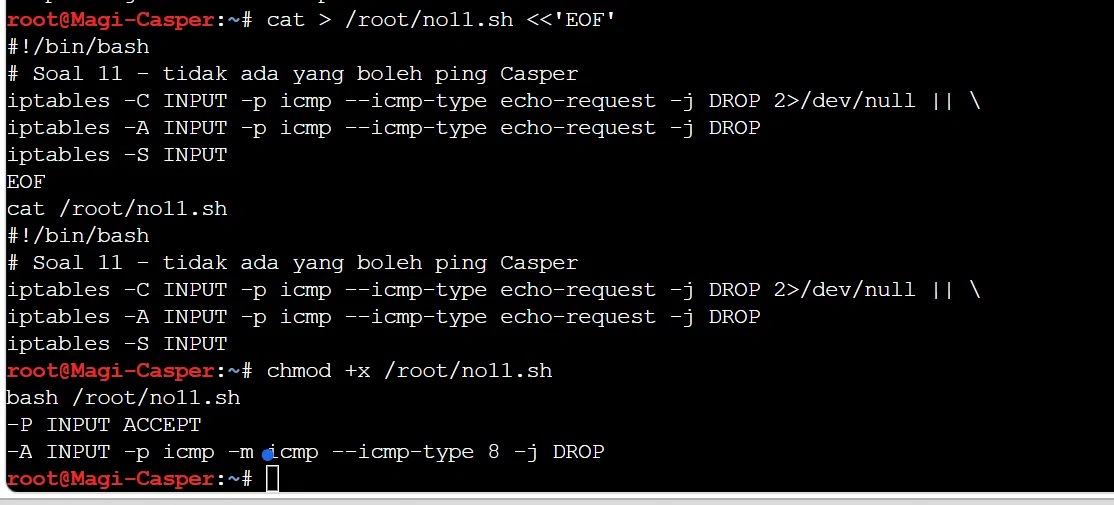 root@Magi-Casper:~# cat > /root/no11.sh <<'EOF'
#!/bin/bash
# Soal 11 - tidak ada yang boleh ping Casper
iptables -C INPUT -p icmp --icmp-type echo-request -j DROP 2>/dev/null || \
iptables -A INPUT -p icmp --icmp-type echo-request -j DROP
iptables -S INPUT
EOF
cat /root/no11.sh
#!/bin/bash
# Soal 11 - tidak ada yang boleh ping Casper
iptables -C INPUT -p icmp --icmp-type echo-request -j DROP 2>/dev/null || \
iptables -A INPUT -p icmp --icmp-type echo-request -j DROP
iptables -S INPUT
root@Magi-Casper:~# chmod +x /root/no11.sh
bash /root/no11.sh
-P INPUT ACCEPT
-A INPUT -p icmp -m icmp --icmp-type 8 -j DROP
root@Magi-Casper:~#